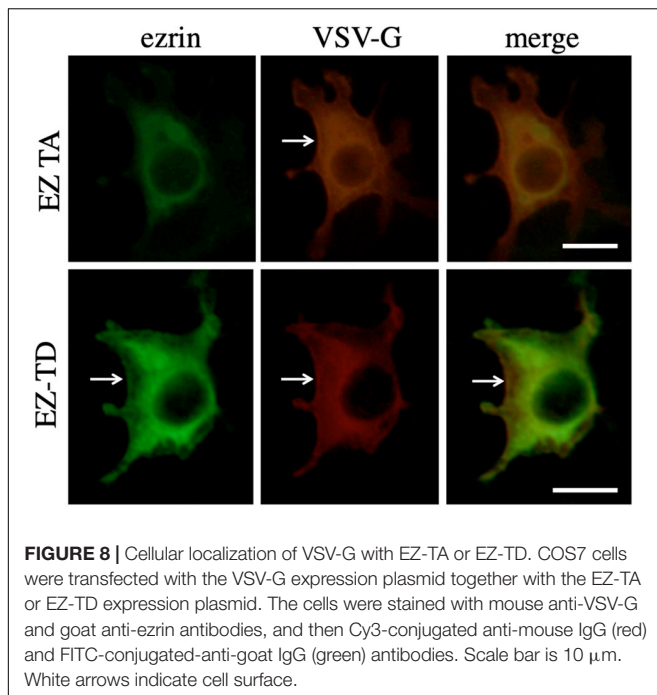 ezrin VSV-G merge
EZ TA
EZ-TD
FIGURE 8 | Cellular localization of VSV-G with EZ-TA or EZ-TD. COS7 cells
were transfected with the VSV-G expression plasmid together with the EZ-TA
or EZ-TD expression plasmid. The cells were stained with mouse anti-VSV-G
and goat anti-ezrin antibodies, and then Cy3-conjugated anti-mouse IgG (red)
and FITC-conjugated-anti-goat IgG (green) antibodies. Scale bar is 10 μm.
White arrows indicate cell surface.